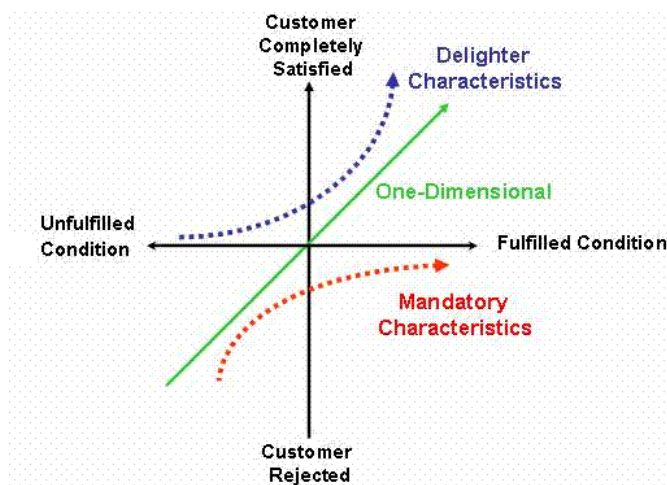 Customer
Completely
Satisfied
Delighter
Characteristics
One-Dimensional
Unfulfilled
Condition
Fulfilled Condition
Mandatory
Characteristics
Customer
Rejected